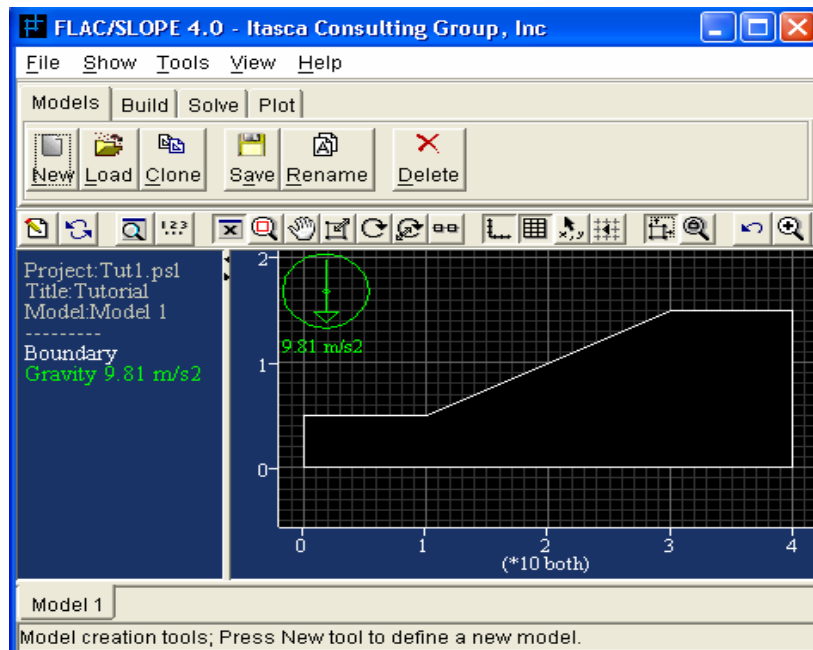 FLAC/SLOPE 4.0 - Itasca Consulting Group, Inc
File Show Tools View Help
Models Build Solve Plot
New Load Clone Save Rename Delete
1 2 3
x,y
Project:Tut1.psl
Title:Tutorial
Model:Model 1
---------
Boundary
Gravity 9.81 m/s2
9.81 m/s2
2
1
0
0 1 2 3 4
(*10 both)
Model 1
Model creation tools; Press New tool to define a new model.